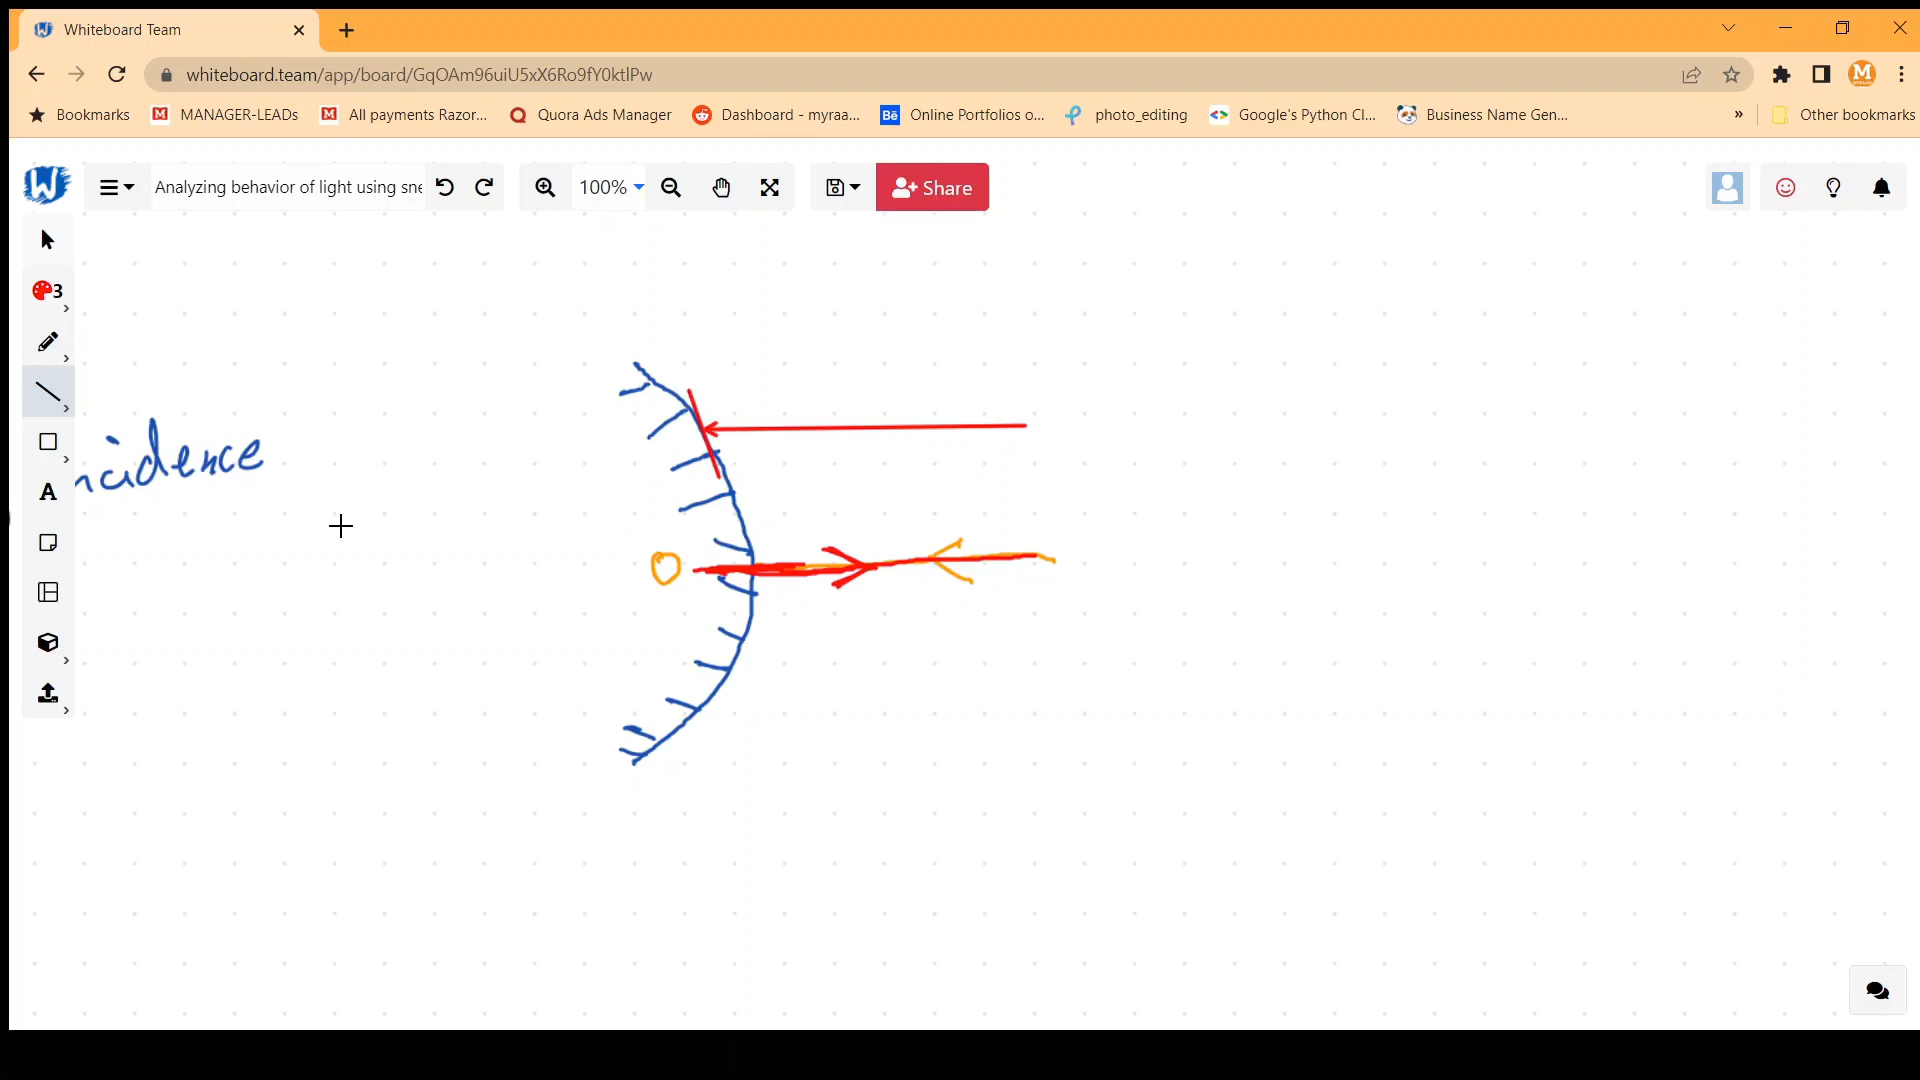 Whiteboard Team
whiteboard.team/app/board/GqOAm96uiU5xX6Ro9fY0ktlPw
Bookmarks MANAGER-LEADs All payments Razor... Quora Ads Manager Dashboard - myraa... Online Portfolios o... photo_editing Google's Python Cl... Business Name Gen... » Other bookmarks
Analyzing behavior of light using sne 100% Share
3
A
ncidence
O